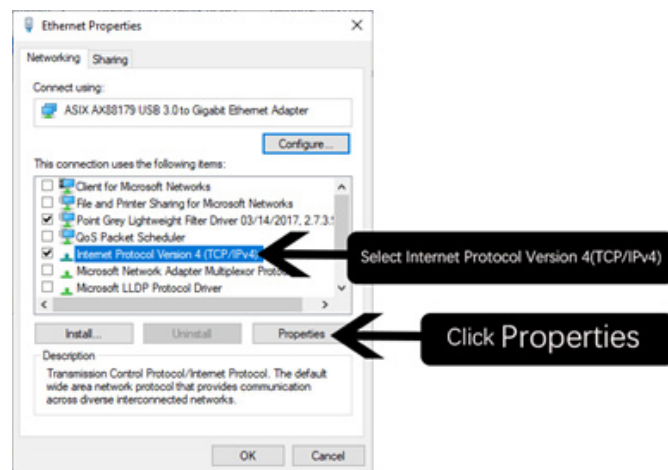 Ethernet Properties
Networking Sharing
Connect using:
ASIX AX88179 USB 3.0 to Gigabit Ethernet Adapter
Configure...
This connection uses the following items:
Client for Microsoft Networks
File and Printer Sharing for Microsoft Networks
Point Grey Lightweight Filter Driver 03/14/2017, 2.7.3.
QoS Packet Scheduler
Internet Protocol Version 4 (TCP/IPv4)
Select Internet Protocol Version 4(TCP/IPv4)
Microsoft Network Adapter Multiplexor
Microsoft LLDP Protocol Driver
Install... Uninstall Properties
Click Properties
Description
Transmission Control Protocol/Internet Protocol. The default
wide area network protocol that provides communication
across diverse interconnected networks.
OK Cancel